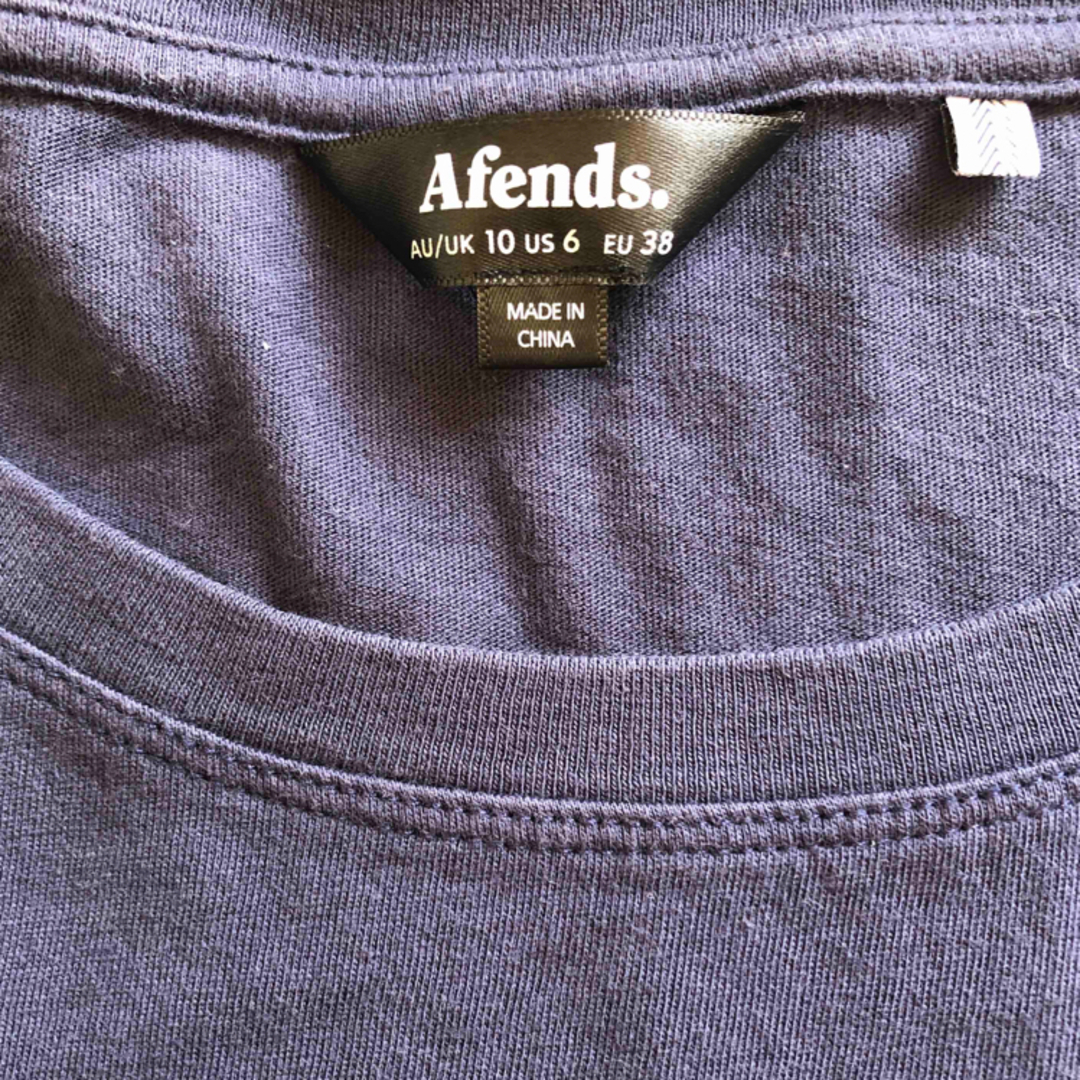 Afends.
AU/UK 10 US 6 EU 38
MADE IN
CHINA